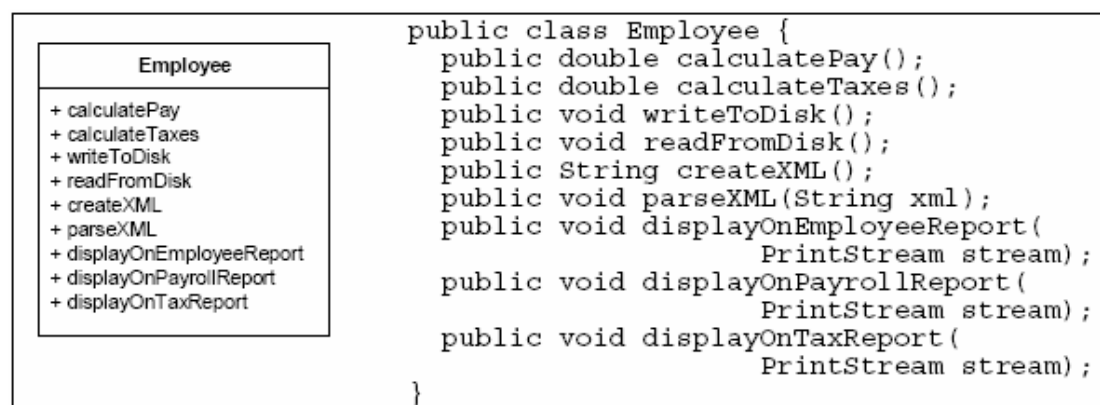 Employee
+ calculatePay
+ calculateTaxes
+ writeToDisk
+ readFromDisk
+ createXML
+ parseXML
+ displayOnEmployeeReport
+ displayOnPayrollReport
+ displayOnTaxReport
public class Employee {
public double calculatePay();
public double calculateTaxes();
public void writeToDisk();
public void readFromDisk();
public String createXML();
public void parseXML(String xml);
public void displayOnEmployeeReport(
PrintStream stream);
public void displayOnPayrollReport(
PrintStream stream);
public void displayOnTaxReport(
PrintStream stream);
}